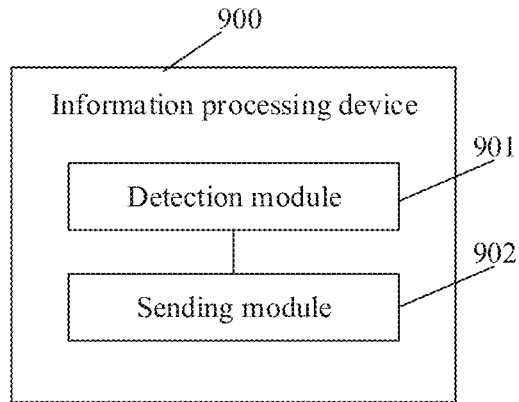 900
Information processing device
901
Detection module
902
Sending module